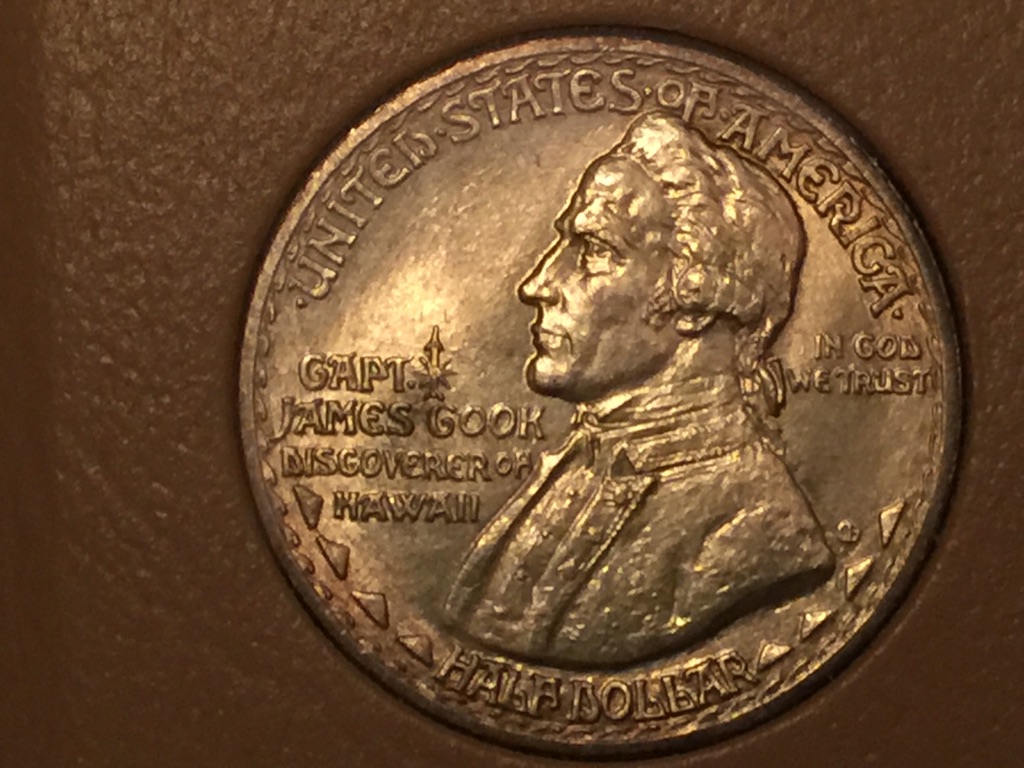 ·UNITED·STATES·OF·AMERICA·
CAPT.
JAMES COOK
DISCOVERER OF
HAWAII
IN GOD
WE TRUST
HALF DOLLAR